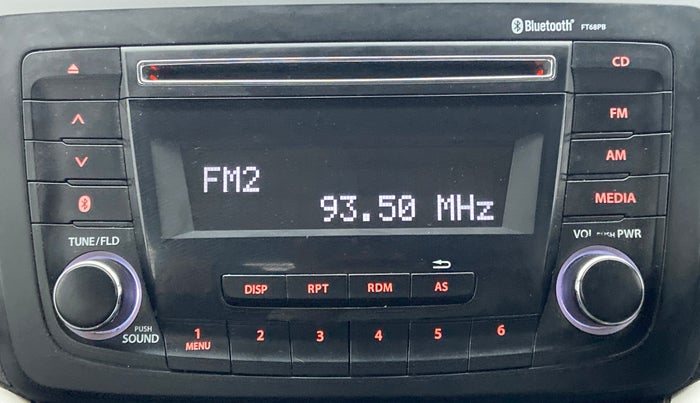 Bluetooth® FT68PB
CD
FM
AM
MEDIA
FM2
93.50 MHz
TUNE/FLD
VOL PUSH PWR
DISP RPT RDM AS
PUSH
SOUND
1 2 3 4 5 6
MENU